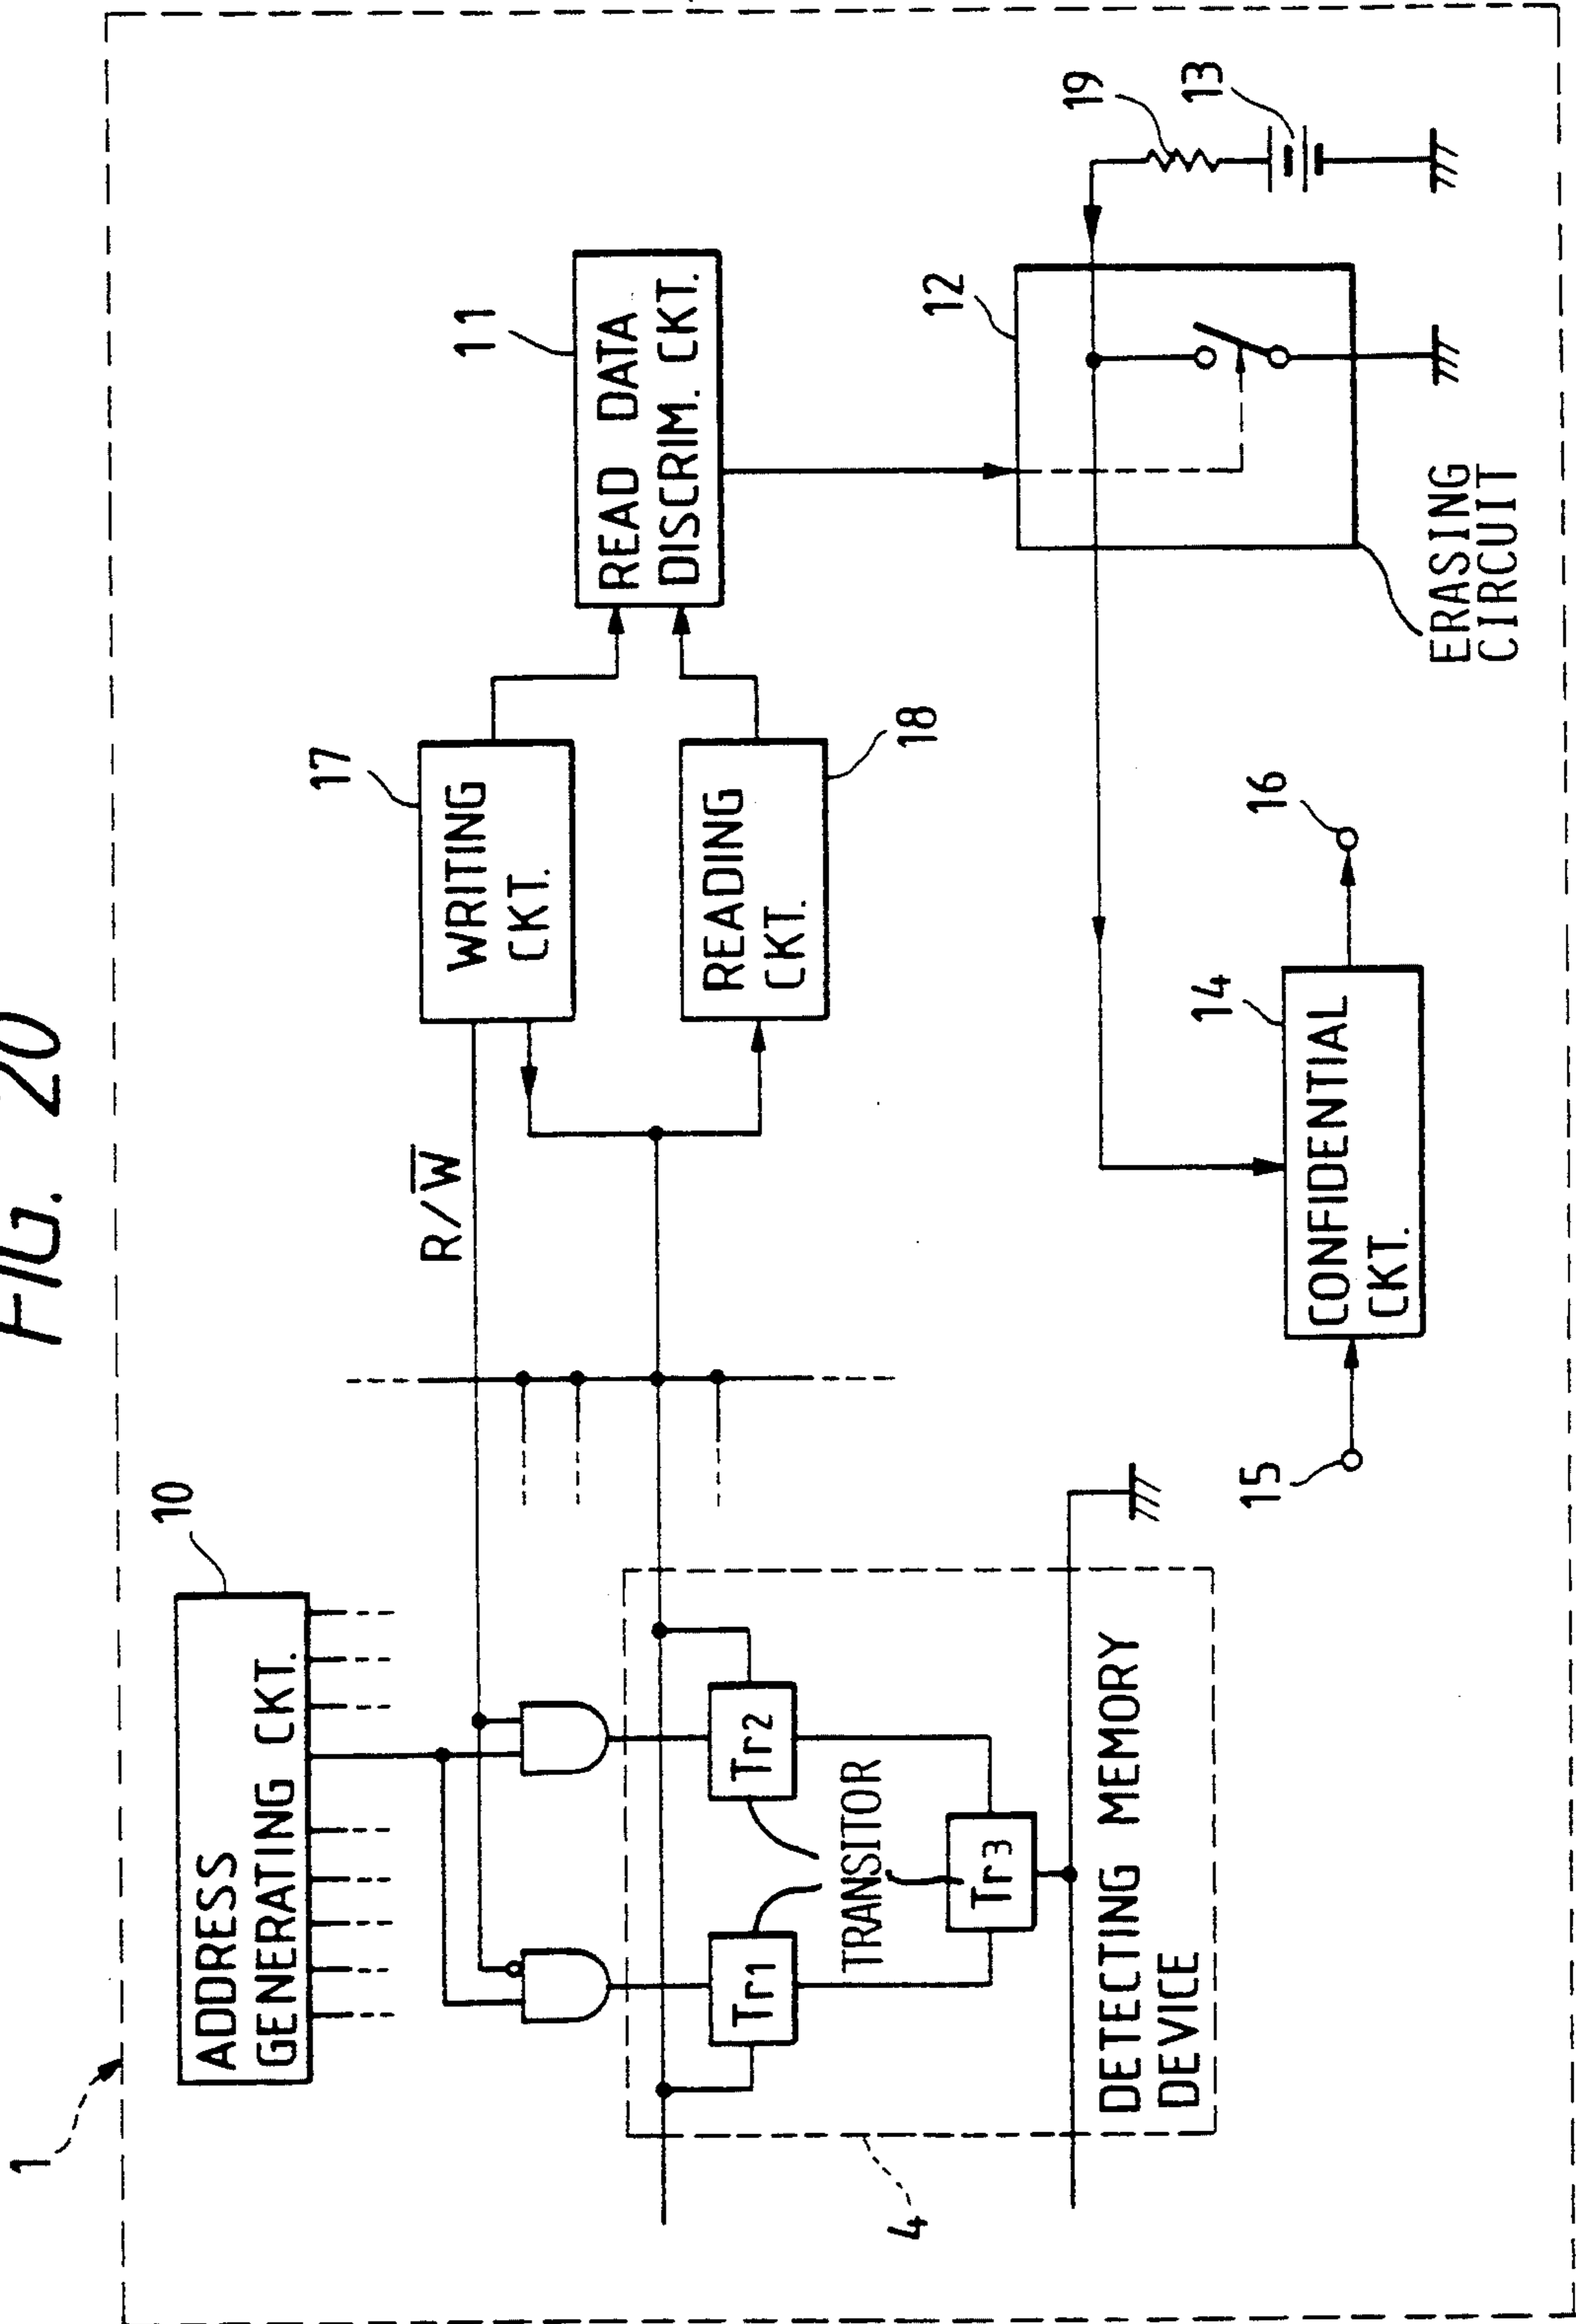 FIG. 20
1
10
ADDRESS
GENERATING CKT.
R/W̅
17
WRITING
CKT.
11
READ DATA
DISCRIM. CKT.
READING
CKT.
18
Tr1
Tr2
TRANSITOR
Tr3
DETECTING MEMORY
DEVICE
4
12
19
13
ERASING
CIRCUIT
14
CONFIDENTIAL
CKT.
15
16